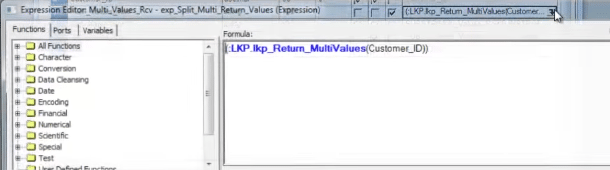 Expression Editor: Multi_Values_Rcv - exp_Split_Multi_Return_Values (Expression)
(:LKP.lkp_Return_MultiValues(Customer...
Functions
Ports
Variables
Formula:
All Functions
Character
Conversion
Data Cleansing
Date
Encoding
Financial
Numerical
Scientific
Special
Test
User Defined Functions
(:LKP.lkp_Return_MultiValues(Customer_ID))